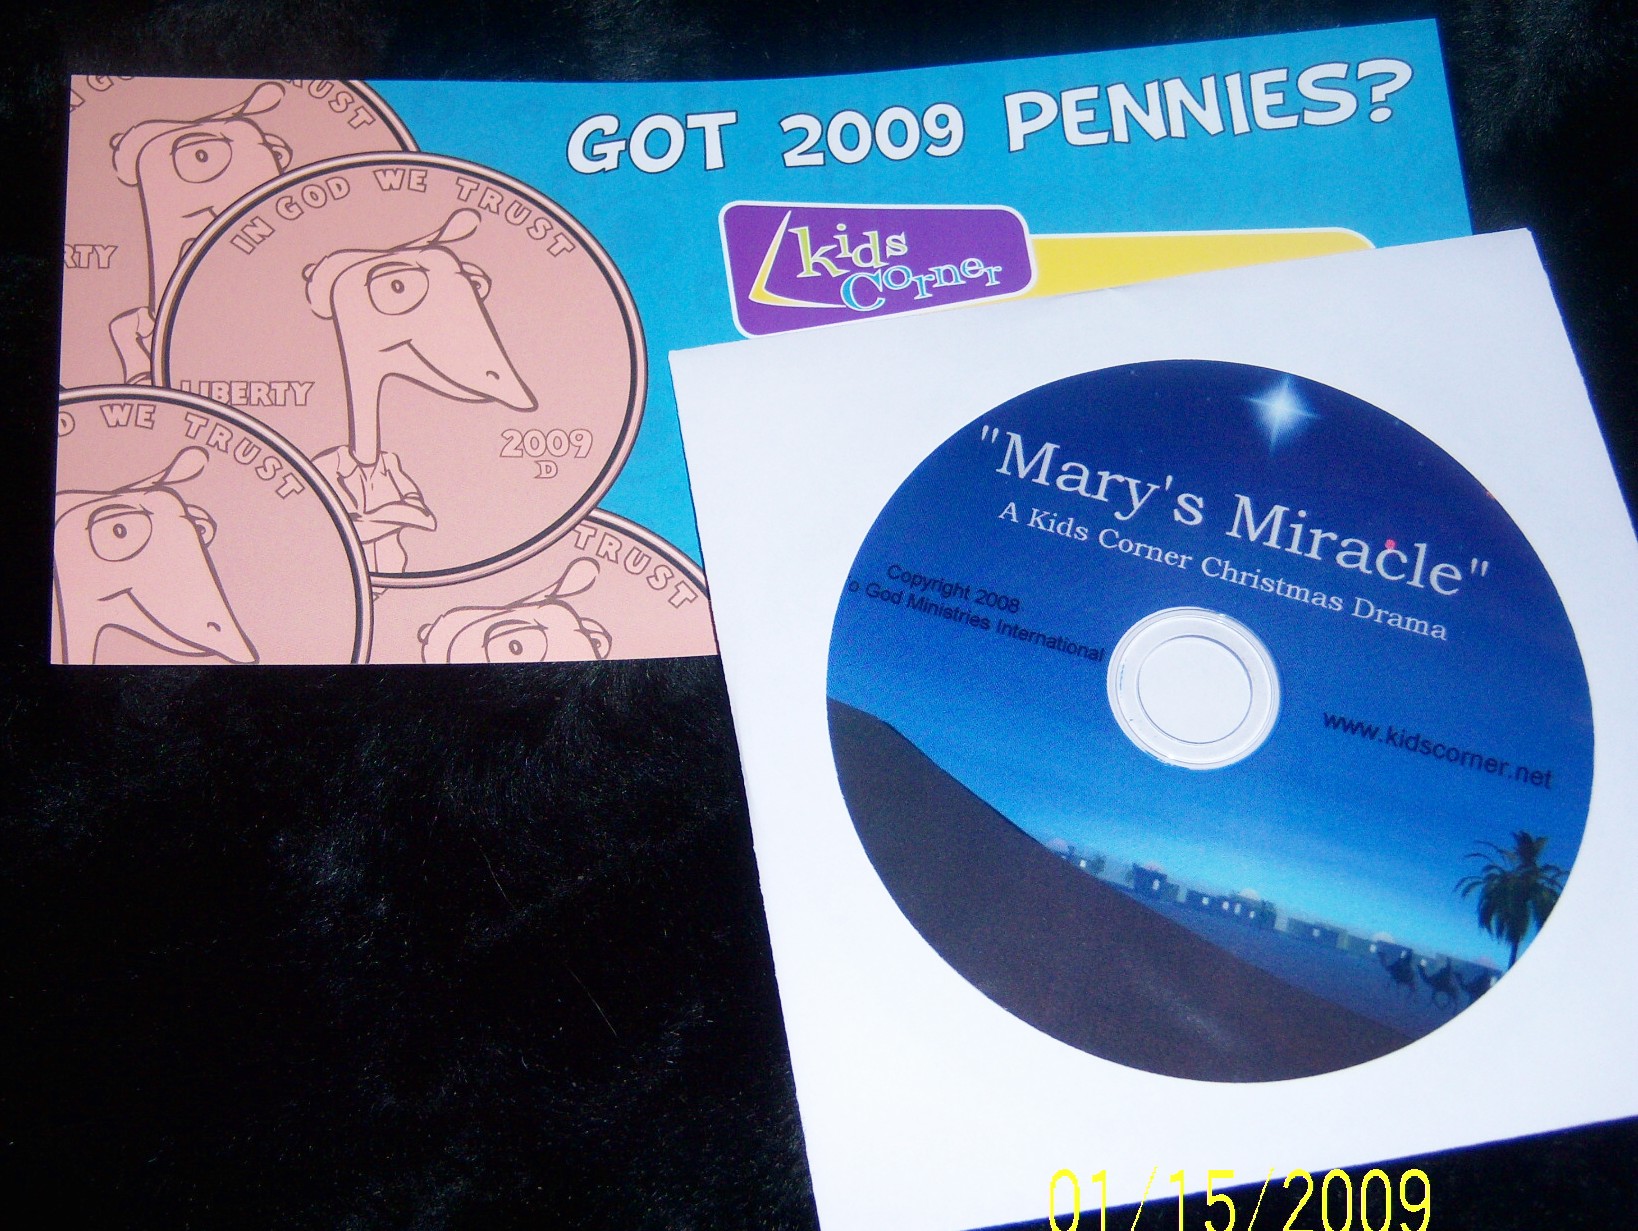 GOT 2009 PENNIES?
kids
Corner
TRUST
RTY
IN GOD WE TRUST
LIBERTY
2009
D
WE TRUST
TRUST
"Mary's Miracle"
A Kids Corner Christmas Drama
Copyright 2008
God Ministries International
www.kidscorner.net
01/15/2009